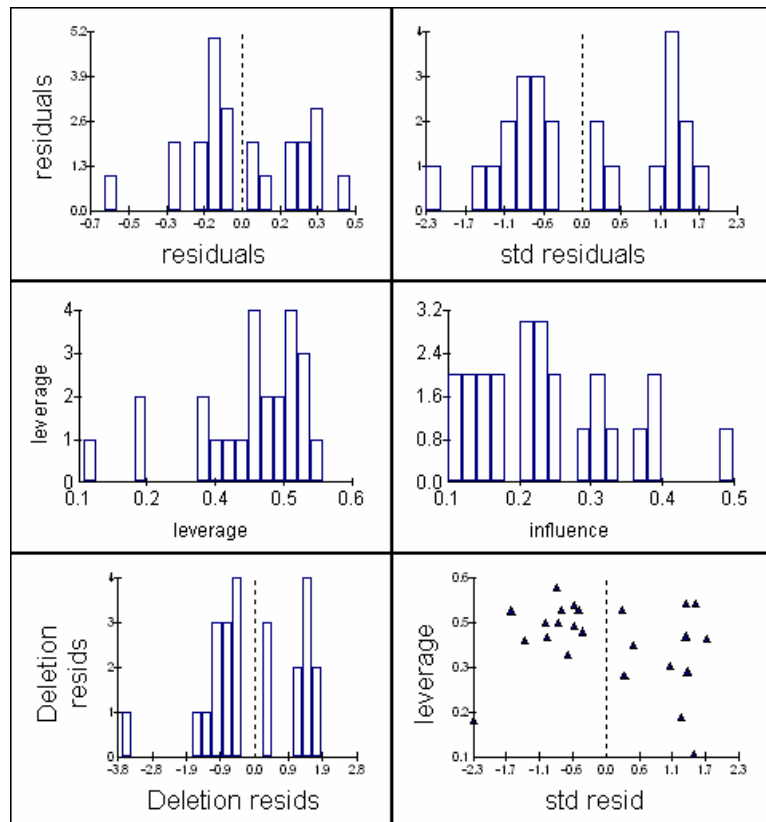 residuals
5.2
3.9
2.6
1.3
0.0
-0.7 -0.5 -0.3 -0.2 0.0 0.2 0.3 0.5
residuals
4
3
2
1
0
-2.3 -1.7 -1.1 -0.6 0.0 0.6 1.1 1.7 2.3
std residuals
leverage
4
3
2
1
0
0.1 0.2 0.4 0.5 0.6
leverage
3.2
2.4
1.6
0.8
0.0
0.1 0.2 0.3 0.4 0.5
influence
Deletion
resids
4
3
2
1
0
-3.8 -2.8 -1.9 -0.9 0.0 0.9 1.9 2.8
Deletion resids
leverage
0.6
0.5
0.3
0.2
0.1
-2.3 -1.7 -1.1 -0.6 0.0 0.6 1.1 1.7 2.3
std resid